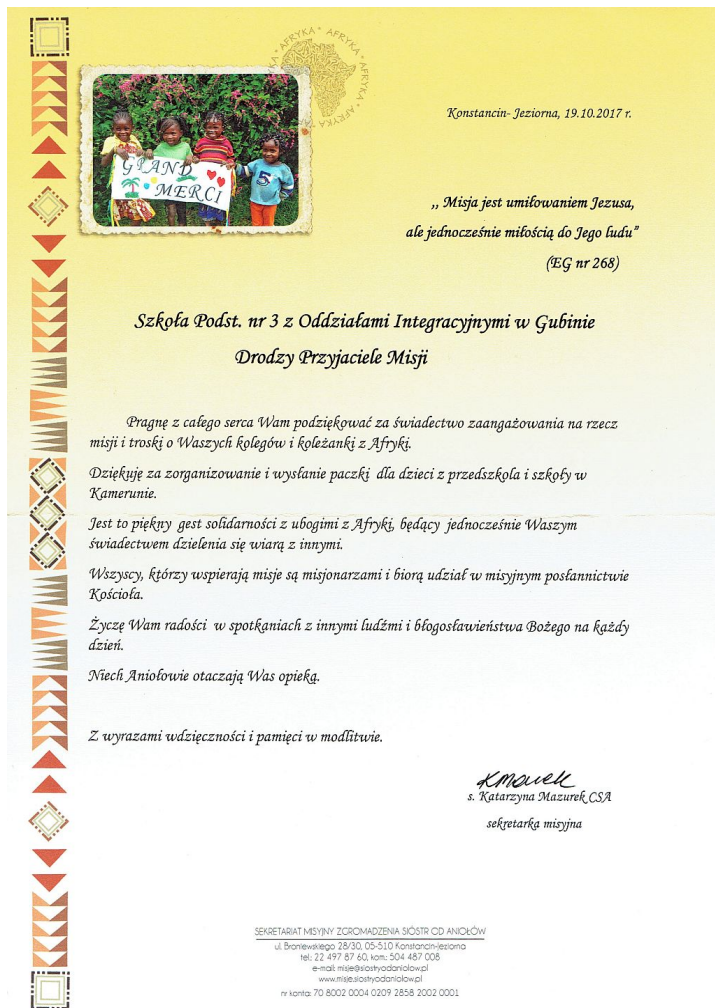 AFRYKA * AFRYKA * AFRYKA * AFRYKA
GRAND
MERCI
5
Konstancin- Jeziorna, 19.10.2017 r.
,, Misja jest umiłowaniem Jezusa,
ale jednocześnie miłością do Jego ludu”
(EG nr 268)
Szkoła Podst. nr 3 z Oddziałami Integracyjnymi w Gubinie
Drodzy Przyjaciele Misji
Pragnę z całego serca Wam podziękować za świadectwo zaangażowania na rzecz
misji i troski o Waszych kolegów i koleżanki z Afryki.
Dziękuję za zorganizowanie i wysłanie paczki dla dzieci z przedszkola i szkoły w
Kamerunie.
Jest to piękny gest solidarności z ubogimi z Afryki, będący jednocześnie Waszym
świadectwem dzielenia się wiarą z innymi.
Wszyscy, którzy wspierają misje są misjonarzami i biorą udział w misyjnym posłannictwie
Kościoła.
Życzę Wam radości w spotkaniach z innymi ludźmi i błogosławieństwa Bożego na każdy
dzień.
Niech Aniołowie otaczają Was opieką.
Z wyrazami wdzięczności i pamięci w modlitwie.
KMazurek
s. Katarzyna Mazurek CSA
sekretarka misyjna
SEKRETARIAT MISYJNY ZGROMADZENIA SIÓSTR OD ANIOŁÓW
ul. Broniewskiego 28/30, 05-510 Konstancin-Jeziorna
tel.: 22 497 87 60, kom.: 504 487 008
e-mail: misje@siostryodaniolow.pl
www.misje.siostryodaniolow.pl
nr konta: 70 8002 0004 0209 2858 2002 0001